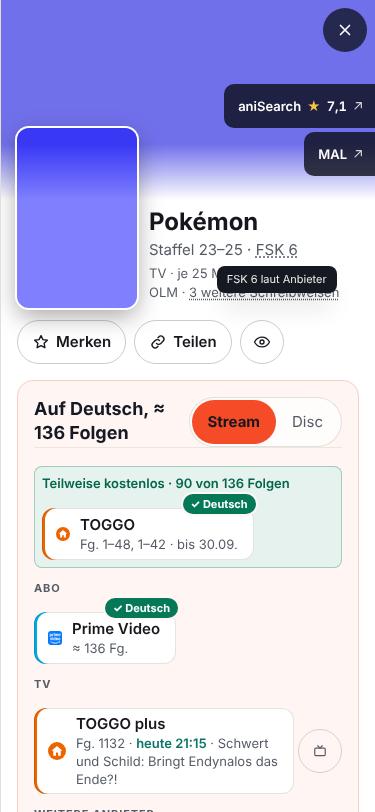 aniSearch ★ 7,1 ↗
MAL ↗
Pokémon
Staffel 23–25 · FSK 6
TV · je 25 M
FSK 6 laut Anbieter
OLM · 3 weitere Schreibweisen
Merken
Teilen
Auf Deutsch, ≈
136 Folgen
Stream
Disc
Teilweise kostenlos · 90 von 136 Folgen
✓ Deutsch
TOGGO
Fg. 1–48, 1–42 · bis 30.09.
ABO
✓ Deutsch
Prime Video
≈ 136 Fg.
TV
TOGGO plus
Fg. 1132 · heute 21:15 · Schwert
und Schild: Bringt Endynalos das
Ende?!
WEITERE ANBIETER